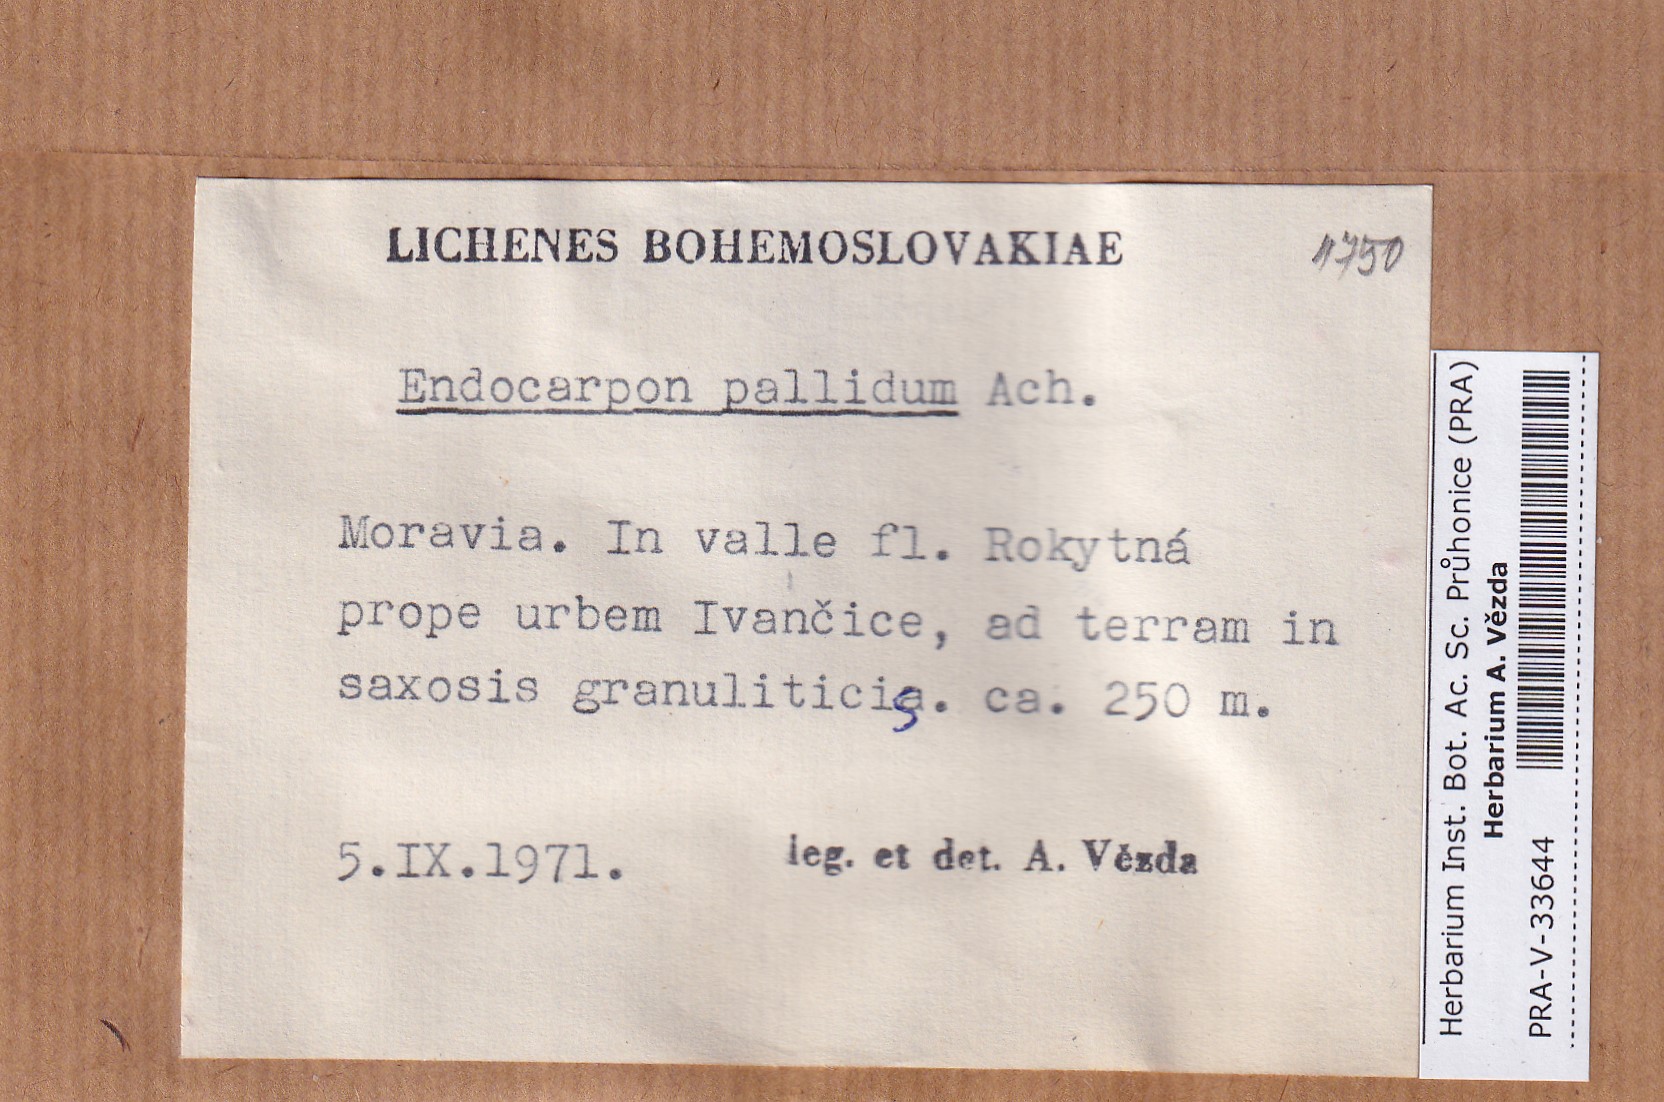 LICHENES BOHEMOSLOVAKIAE
1750
Endocarpon pallidum Ach.
Moravia. In valle fl. Rokytná
prope urbem Ivančice, ad terram in
saxosis granuliticis. ca. 250 m.
5.IX.1971.
leg. et det. A. Vězda
Herbarium Inst. Bot. Ac. Sc. Průhonice (PRA)
Herbarium A. Vězda
PRA-V-33644